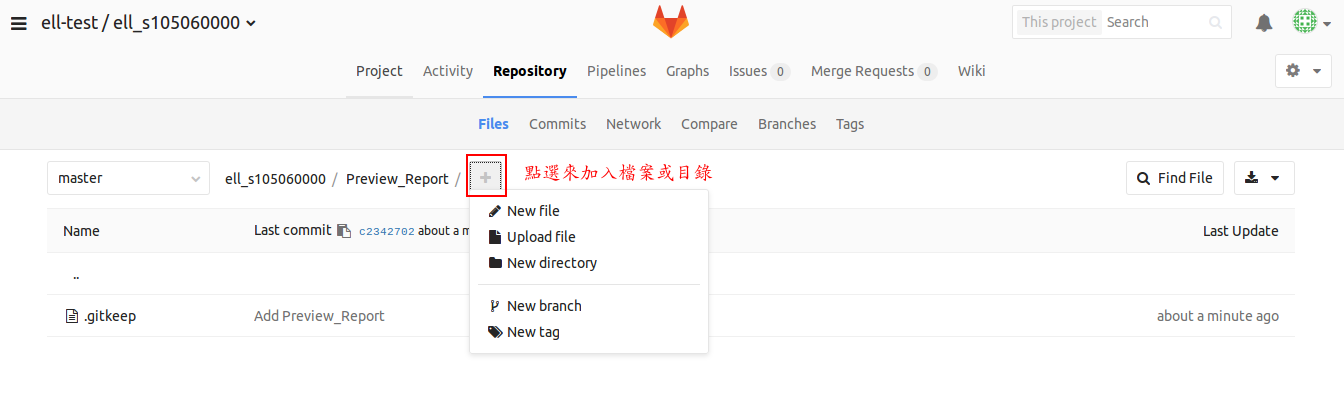 ell-test / ell_s105060000
This project Search
Project Activity Repository Pipelines Graphs Issues 0 Merge Requests 0 Wiki
Files Commits Network Compare Branches Tags
master ell_s105060000 / Preview_Report / + 點選來加入檔案或目錄 Find File
New file
Upload file
New directory
New branch
New tag
Name Last commit c2342702 about a m Last Update
..
.gitkeep Add Preview_Report about a minute ago